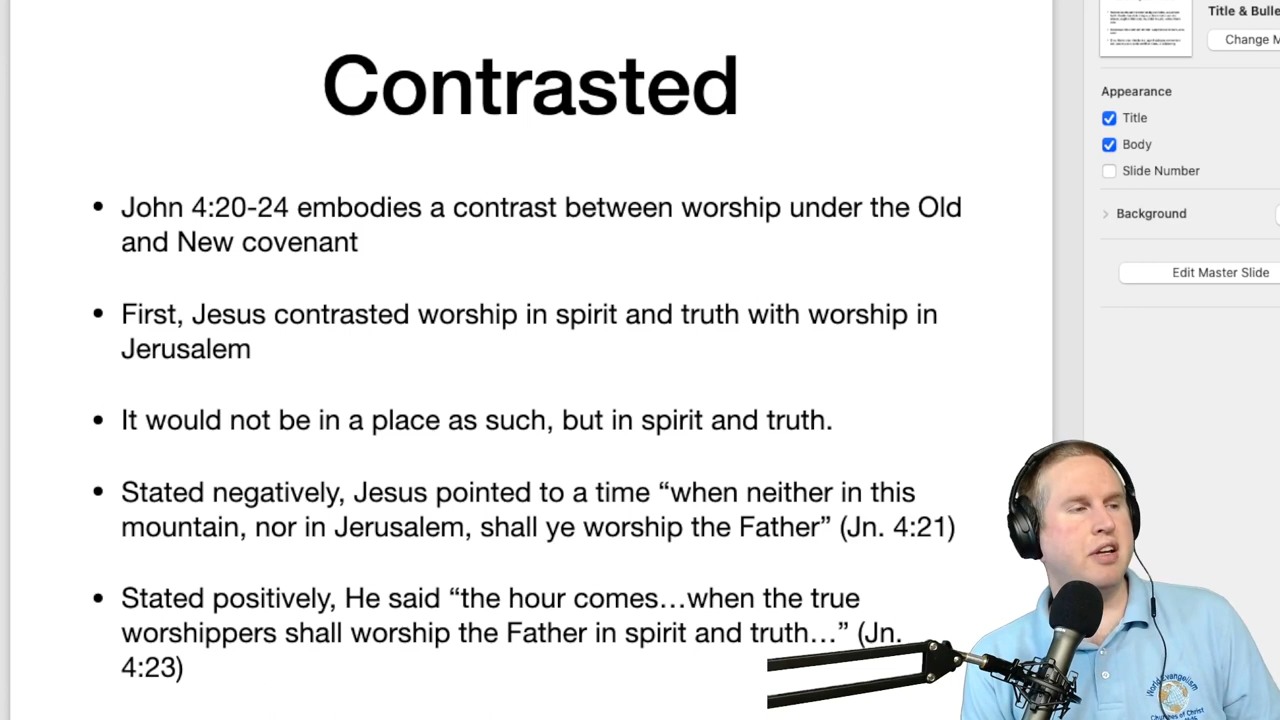 Contrasted
• John 4:20-24 embodies a contrast between worship under the Old
and New covenant
• First, Jesus contrasted worship in spirit and truth with worship in
Jerusalem
• It would not be in a place as such, but in spirit and truth.
• Stated negatively, Jesus pointed to a time “when neither in this
mountain, nor in Jerusalem, shall ye worship the Father” (Jn. 4:21)
• Stated positively, He said “the hour comes…when the true
worshippers shall worship the Father in spirit and truth…” (Jn.
4:23)
Title & Bulle
Change M
Appearance
Title
Body
Slide Number
Background
Edit Master Slide
World Evangelism
Churches of Christ